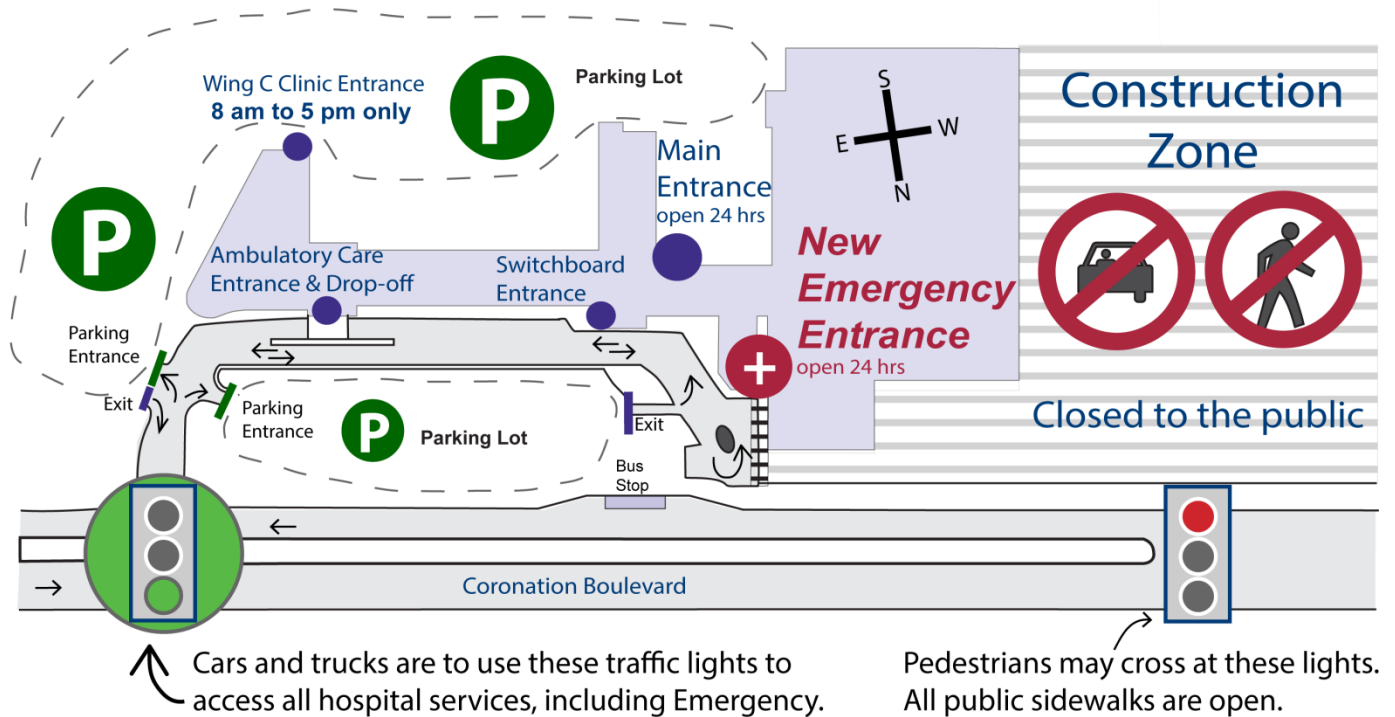 Wing C Clinic Entrance
8 am to 5 pm only
P
Parking Lot
S
E
W
N
Construction
Zone
Main
Entrance
open 24 hrs
P
Ambulatory Care
Entrance & Drop-off
Switchboard
Entrance
New
Emergency
Entrance
open 24 hrs
Parking
Entrance
Exit
Parking
Entrance
P
Parking Lot
Exit
Closed to the public
Bus
Stop
Coronation Boulevard
Cars and trucks are to use these traffic lights to
access all hospital services, including Emergency.
Pedestrians may cross at these lights.
All public sidewalks are open.